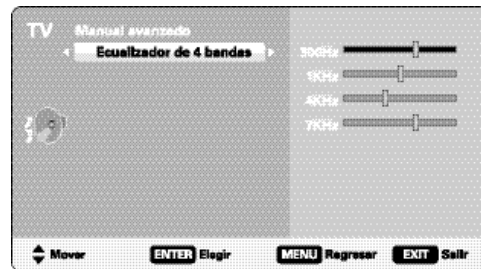 TV Manual avanzado
Ecualizador de 4 bandas
300Hz
1KHz
4KHz
7KHz
Mover ENTER Elegir MENU Regresar EXIT Salir